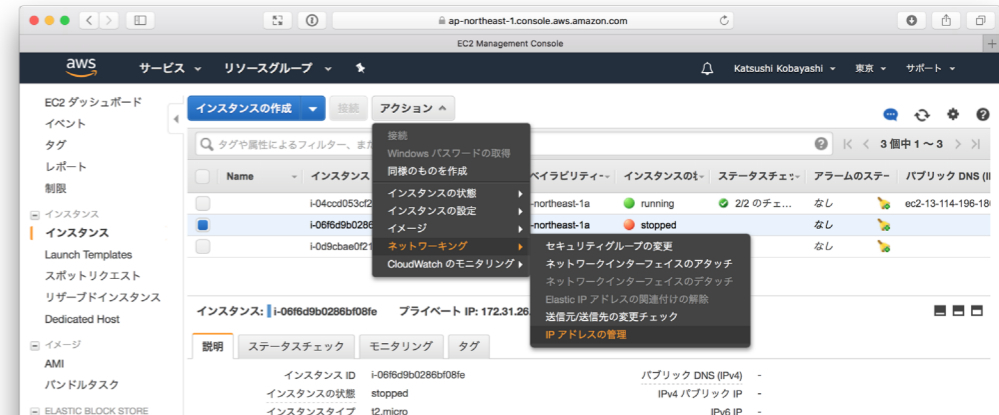 ap-northeast-1.console.aws.amazon.com
EC2 Management Console
aws サービス リソースグループ Katsushi Kobayashi 東京 サポート
EC2 ダッシュボード
イベント
タグ
レポート
制限
インスタンス
インスタンス
Launch Templates
スポットリクエスト
リザーブドインスタンス
Dedicated Host
イメージ
AMI
バンドルタスク
ELASTIC BLOCK STORE
インスタンスの作成 接続 アクション
タグや属性によるフィルター、また
3 個中 1 ~ 3
Name インスタンス ベイラビリティー インスタンスの ステータスチェッ アラームのステー パブリック DNS (I
i-04ccd053cf2 -northeast-1a running 2/2 のチェ... なし ec2-13-114-196-18
i-06f6d9b0286 -northeast-1a stopped なし
i-0d9cbae0f21 なし
接続
Windows パスワードの取得
同様のものを作成
インスタンスの状態
インスタンスの設定
イメージ
ネットワーキング
CloudWatch のモニタリング
セキュリティグループの変更
ネットワークインターフェイスのアタッチ
ネットワークインターフェイスのデタッチ
Elastic IP アドレスの関連付けの解除
送信元/送信先の変更チェック
IP アドレスの管理
インスタンス: i-06f6d9b0286bf08fe プライベート IP: 172.31.26.
説明 ステータスチェック モニタリング タグ
インスタンス ID i-06f6d9b0286bf08fe パブリック DNS (IPv4) -
インスタンスの状態 stopped IPv4 パブリック IP -
インスタンスタイプ t2.micro IPv6 IP -